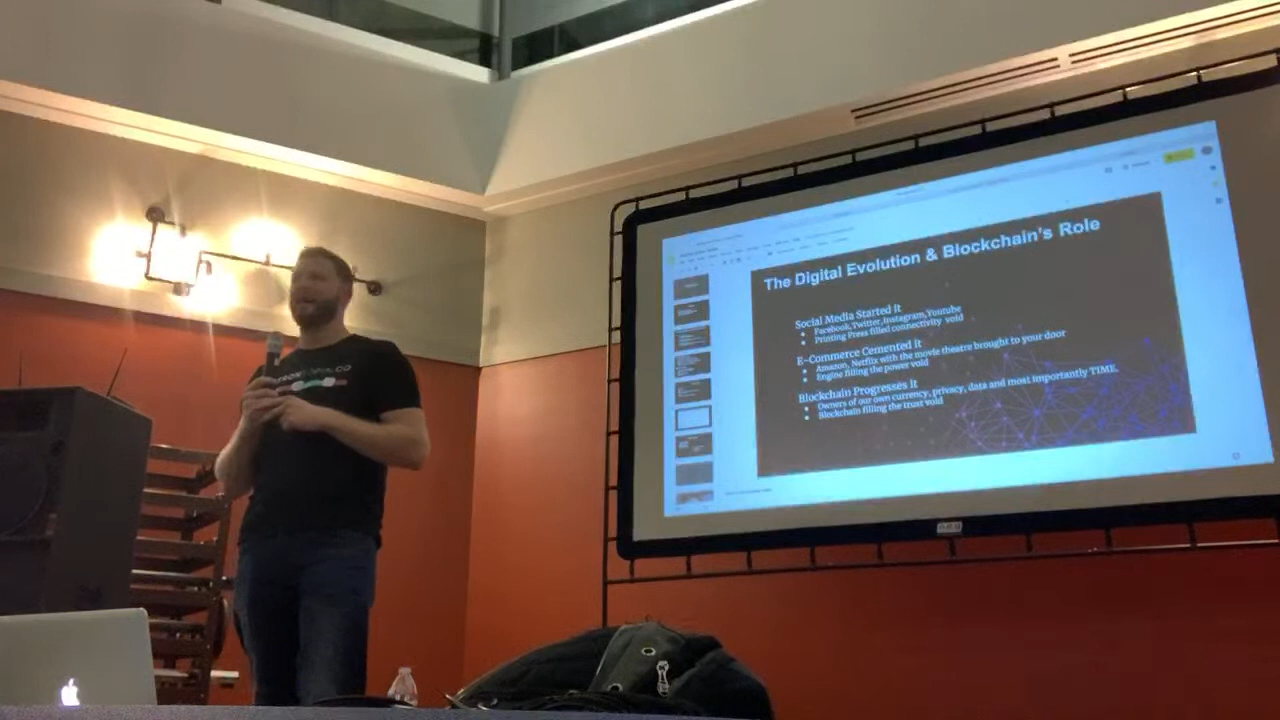 The Digital Evolution & Blockchain's Role
Social Media Started it
Facebook,Twitter,Instagram,Youtube
Printing Press filled connectivity void
E-Commerce Cemented it
Amazon, Netflix with the movie theatre brought to your door
Engine filling the power void
Blockchain Progresses it
Owners of our own currency, privacy, data and most importantly TIME.
Blockchain filling the trust void